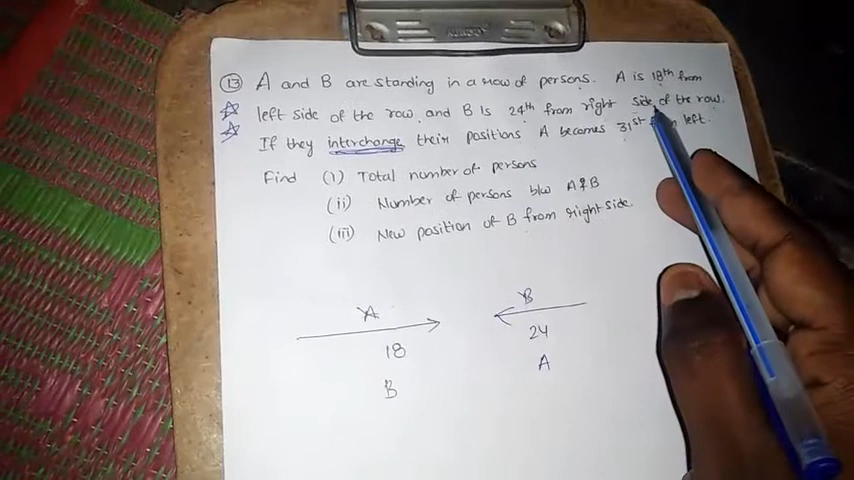 13 A and B are standing in a row of persons. A is 18th from
left side of the row and B is 24th from right side of the row.
If they interchange their positions A becomes 31st from left.
Find (i) Total number of persons
(ii) Number of persons b/w A & B
(iii) New position of B from right side.
A B
18 24
B A